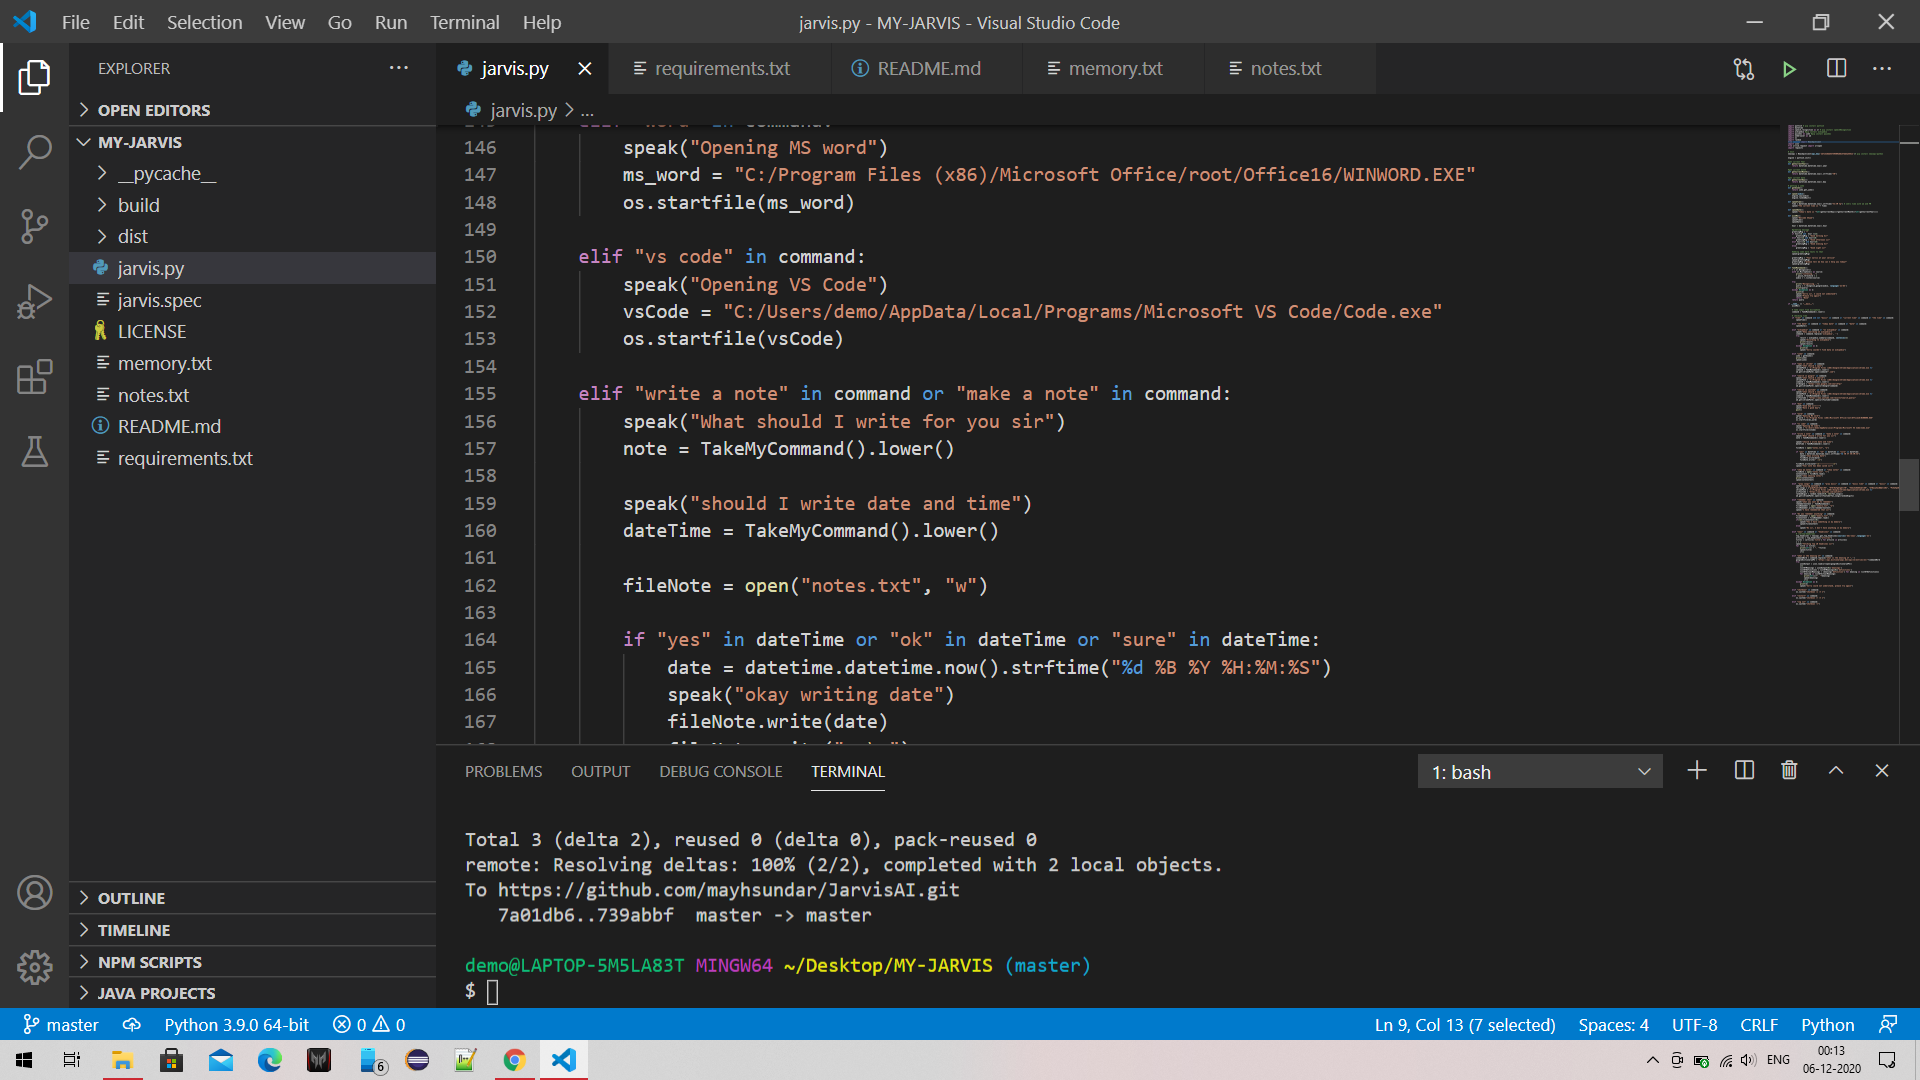 File Edit Selection View Go Run Terminal Help
jarvis.py - MY-JARVIS - Visual Studio Code
EXPLORER
OPEN EDITORS
MY-JARVIS
__pycache__
build
dist
jarvis.py
jarvis.spec
LICENSE
memory.txt
notes.txt
README.md
requirements.txt
OUTLINE
TIMELINE
NPM SCRIPTS
JAVA PROJECTS
jarvis.py requirements.txt README.md memory.txt notes.txt
jarvis.py > ...
146 speak("Opening MS word")
147 ms_word = "C:/Program Files (x86)/Microsoft Office/root/Office16/WINWORD.EXE"
148 os.startfile(ms_word)
149
150 elif "vs code" in command:
151 speak("Opening VS Code")
152 vsCode = "C:/Users/demo/AppData/Local/Programs/Microsoft VS Code/Code.exe"
153 os.startfile(vsCode)
154
155 elif "write a note" in command or "make a note" in command:
156 speak("What should I write for you sir")
157 note = TakeMyCommand().lower()
158
159 speak("should I write date and time")
160 dateTime = TakeMyCommand().lower()
161
162 fileNote = open("notes.txt", "w")
163
164 if "yes" in dateTime or "ok" in dateTime or "sure" in dateTime:
165 date = datetime.datetime.now().strftime("%d %B %Y %H:%M:%S")
166 speak("okay writing date")
167 fileNote.write(date)
PROBLEMS OUTPUT DEBUG CONSOLE TERMINAL
1: bash
Total 3 (delta 2), reused 0 (delta 0), pack-reused 0
remote: Resolving deltas: 100% (2/2), completed with 2 local objects.
To https://github.com/mayhsundar/JarvisAI.git
7a01db6..739abbf master -> master
demo@LAPTOP-5M5LA83T MINGW64 ~/Desktop/MY-JARVIS (master)
$
master Python 3.9.0 64-bit 0 0
Ln 9, Col 13 (7 selected) Spaces: 4 UTF-8 CRLF Python
6
ENG
00:13
06-12-2020